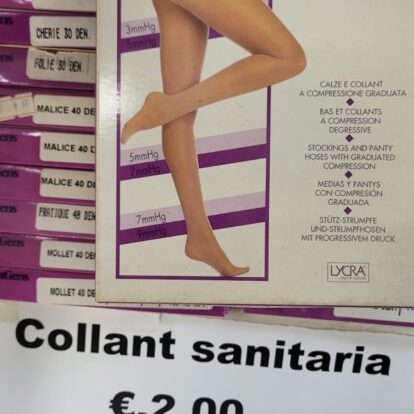 CHERIE 30 DEN.
FOLIE 30 DEN
MALICE 40 DE
MALICE 40 D
MALICE 40 DE
PRATIQUE 40 DEN
MOLLET 40 DEN
MOLLET 40 DEN
3mmHg
5mmHg
5mmHg
7mmHg
7mmHg
9mmHg
CALZE E COLLANT
A COMPRESSIONE GRADUATA
BAS ET COLLANTS
A COMPRESSION
DEGRESSIVE
STOCKINGS AND PANTY
HOSES WITH GRADUATED
COMPRESSION
MEDIAS Y PANTYS
CON COMPRESIÓN
GRADUADA
STÜTZ-STRUMPFE
UND-STRUMPFHOSEN
MIT PROGRESSIVEM DRUCK
LYCRA
Collant sanitaria
€.2,00